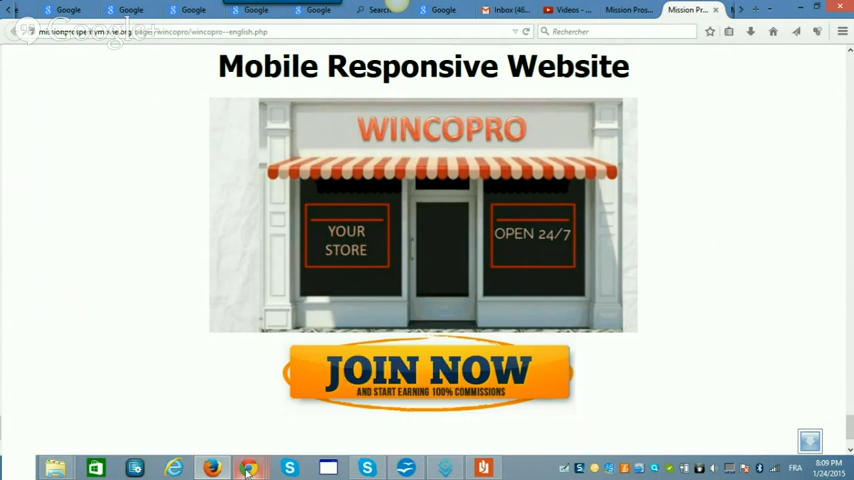 Google
Google
Google
Google
Google
Search
Google
Inbox (46...
Videos - ...
Mission Pros...
Mission Pr...
Google+
Rechercher
Mobile Responsive Website
WINCOPRO
YOUR
STORE
OPEN 24/7
JOIN NOW
AND START EARNING 100% COMMISSIONS
FRA
8:09 PM
1/24/2015